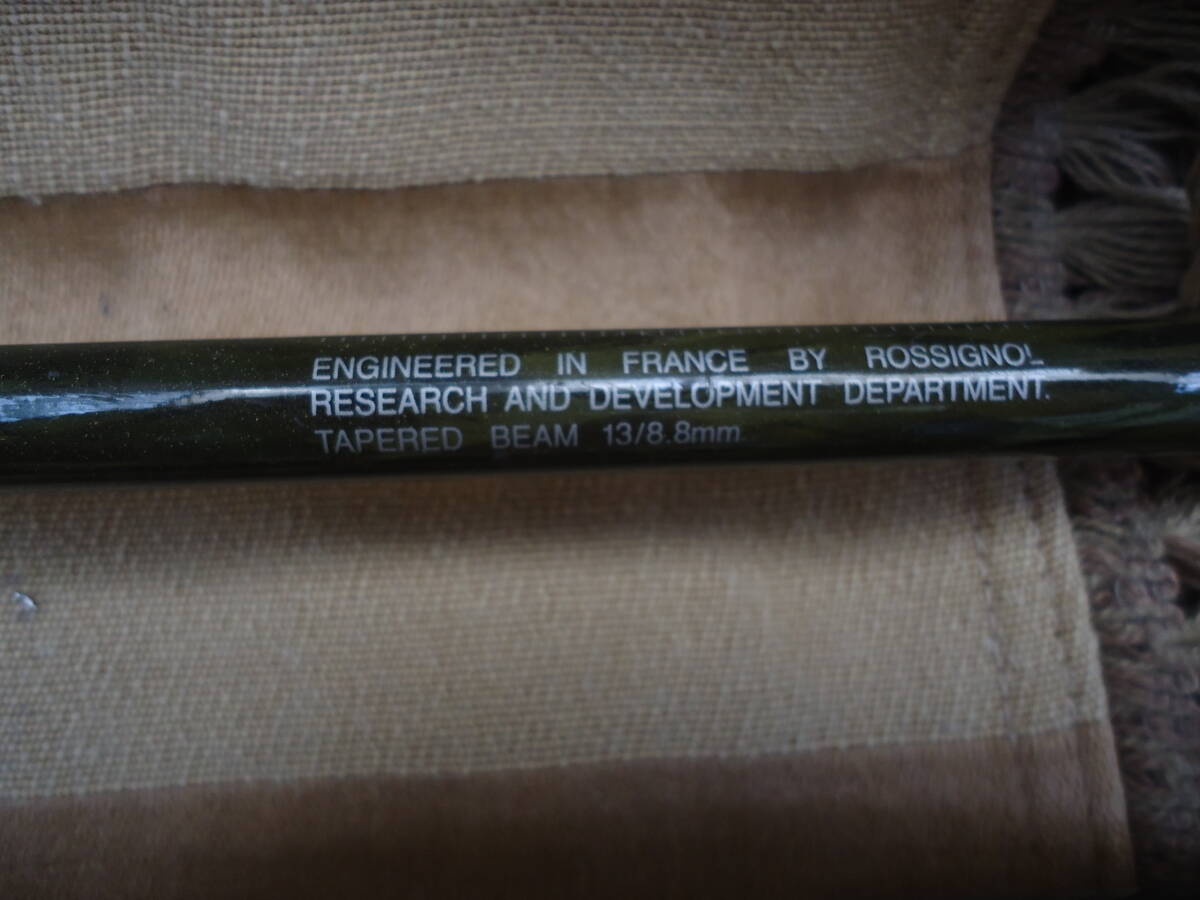 ENGINEERED IN FRANCE BY ROSSIGNOL
RESEARCH AND DEVELOPMENT DEPARTMENT.
TAPERED BEAM 13/8.8mm